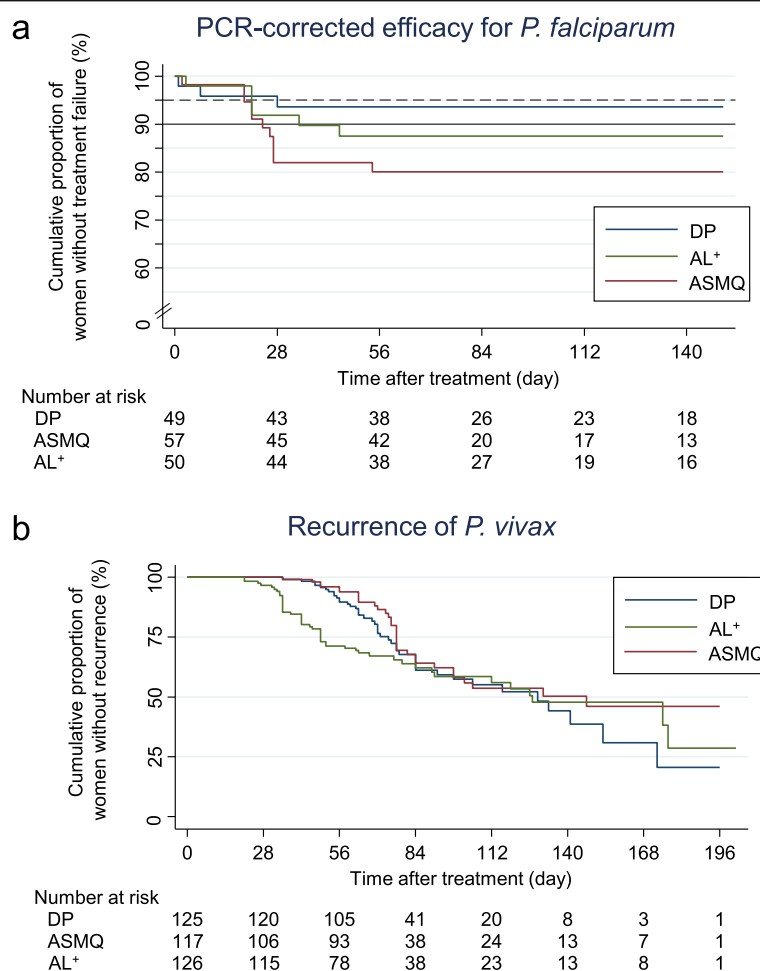 a
PCR-corrected efficacy for P. falciparum
Cumulative proportion of
women without treatment failure (%)
100
90
80
70
60
0
DP
AL+
ASMQ
0 28 56 84 112 140
Time after treatment (day)
Number at risk
DP 49 43 38 26 23 18
ASMQ 57 45 42 20 17 13
AL+ 50 44 38 27 19 16
b
Recurrence of P. vivax
Cumulative proportion of
women without recurrence (%)
100
75
50
25
0
DP
AL+
ASMQ
0 28 56 84 112 140 168 196
Time after treatment (day)
Number at risk
DP 125 120 105 41 20 8 3 1
ASMQ 117 106 93 38 24 13 7 1
AL+ 126 115 78 38 23 13 8 1